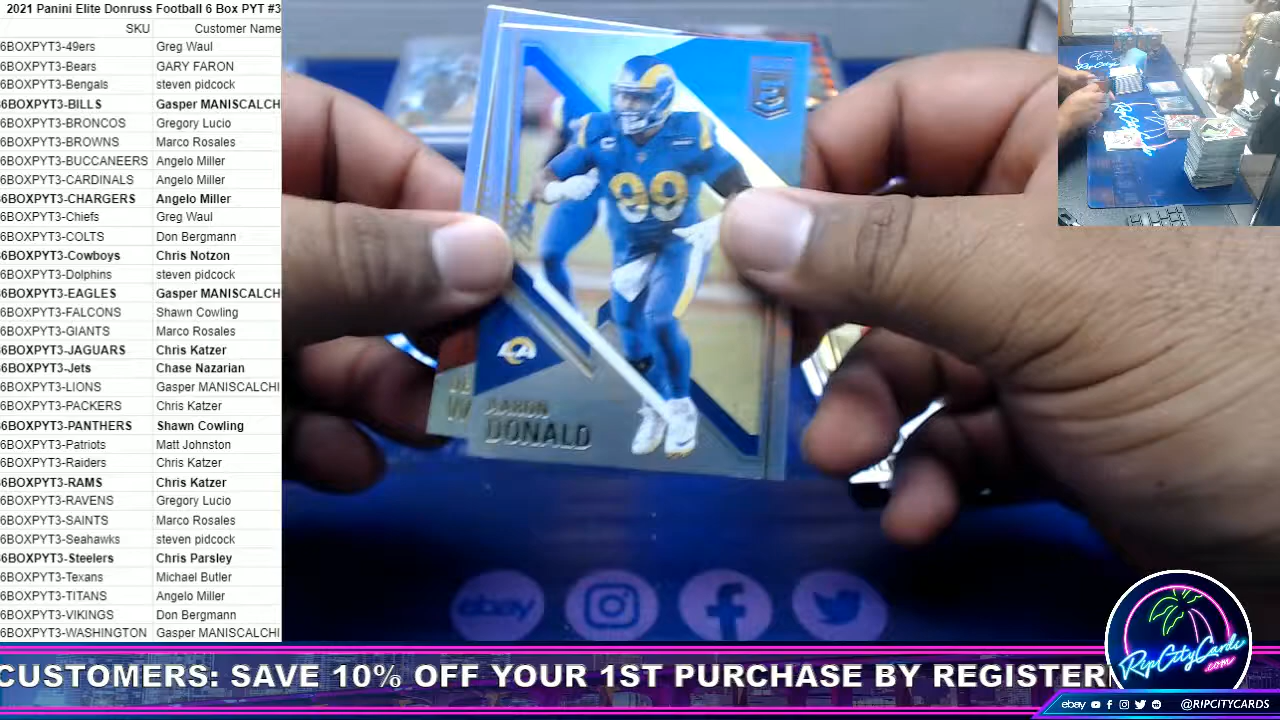 2021 Panini Elite Donruss Football 6 Box PYT #3
SKU Customer Name
6BOXPYT3-49ers Greg Waul
6BOXPYT3-Bears GARY FARON
6BOXPYT3-Bengals steven pidcock
6BOXPYT3-BILLS Gasper MANISCALCH
6BOXPYT3-BRONCOS Gregory Lucio
6BOXPYT3-BROWNS Marco Rosales
6BOXPYT3-BUCCANEERS Angelo Miller
6BOXPYT3-CARDINALS Angelo Miller
6BOXPYT3-CHARGERS Angelo Miller
6BOXPYT3-Chiefs Greg Waul
6BOXPYT3-COLTS Don Bergmann
6BOXPYT3-Cowboys Chris Notzon
6BOXPYT3-Dolphins steven pidcock
6BOXPYT3-EAGLES Gasper MANISCALCH
6BOXPYT3-FALCONS Shawn Cowling
6BOXPYT3-GIANTS Marco Rosales
6BOXPYT3-JAGUARS Chris Katzer
6BOXPYT3-Jets Chase Nazarian
6BOXPYT3-LIONS Gasper MANISCALCHI
6BOXPYT3-PACKERS Chris Katzer
6BOXPYT3-PANTHERS Shawn Cowling
6BOXPYT3-Patriots Matt Johnston
6BOXPYT3-Raiders Chris Katzer
6BOXPYT3-RAMS Chris Katzer
6BOXPYT3-RAVENS Gregory Lucio
6BOXPYT3-SAINTS Marco Rosales
6BOXPYT3-Seahawks steven pidcock
6BOXPYT3-Steelers Chris Parsley
6BOXPYT3-Texans Michael Butler
6BOXPYT3-TITANS Angelo Miller
6BOXPYT3-VIKINGS Don Bergmann
6BOXPYT3-WASHINGTON Gasper MANISCALCHI
99
AARON
DONALD
ebay
CUSTOMERS: SAVE 10% OFF YOUR 1ST PURCHASE BY REGISTERI
RipCityCards
.com
ebay @RIPCITYCARDS